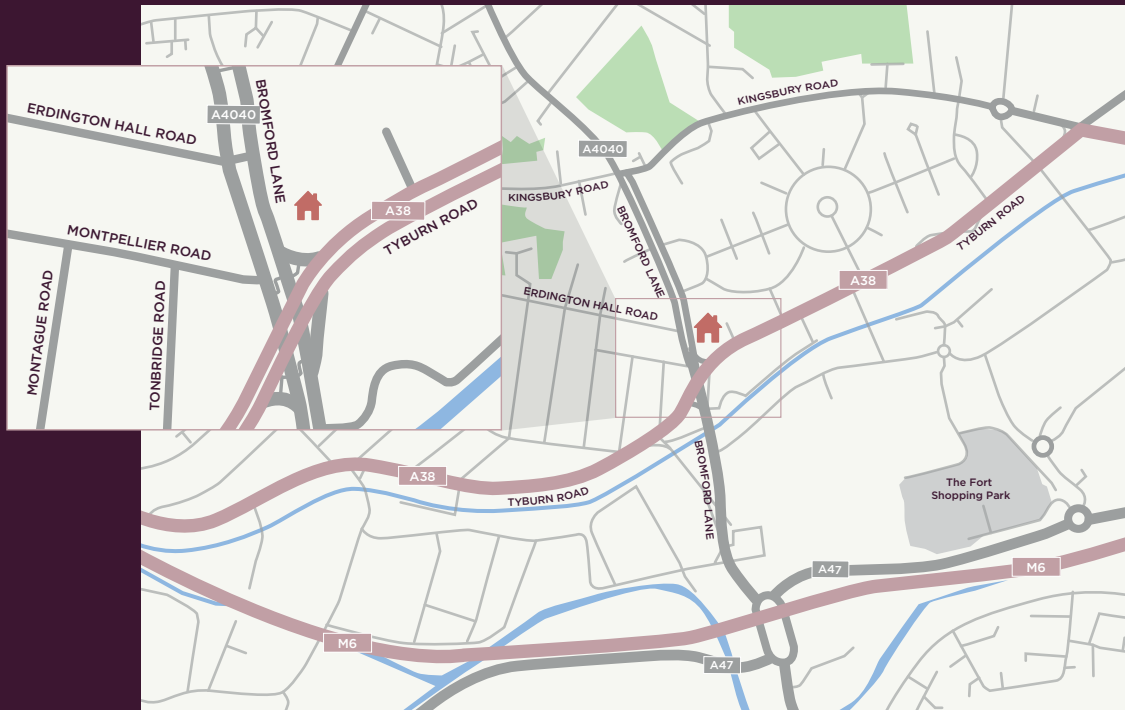 ERDINGTON HALL ROAD
A4040
BROMFORD LANE
MONTPELLIER ROAD
A38
TYBURN ROAD
MONTAGUE ROAD
TONBRIDGE ROAD
KINGSBURY ROAD
A4040
KINGSBURY ROAD
BROMFORD LANE
TYBURN ROAD
A38
ERDINGTON HALL ROAD
A38
TYBURN ROAD
BROMFORD LANE
The Fort
Shopping Park
A47
M6
M6
A47